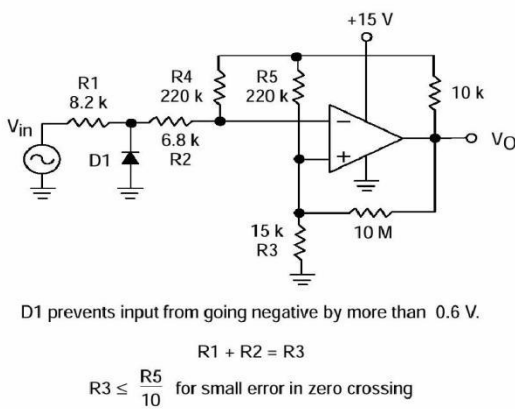 +15 V
R4
220 k
R5
220 k
10 k
R1
8.2 k
Vin
D1
6.8 k
R2
−
+
VO
15 k
R3
10 M
D1 prevents input from going negative by more than 0.6 V.
R1 + R2 = R3
R3 ≤ R5/10 for small error in zero crossing